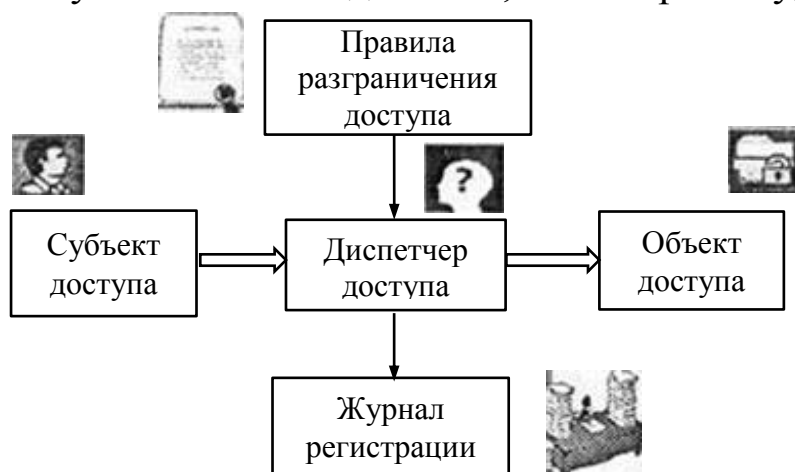 Правила
разграничения
доступа
Субъект
доступа
Диспетчер
доступа
Объект
доступа
Журнал
регистрации